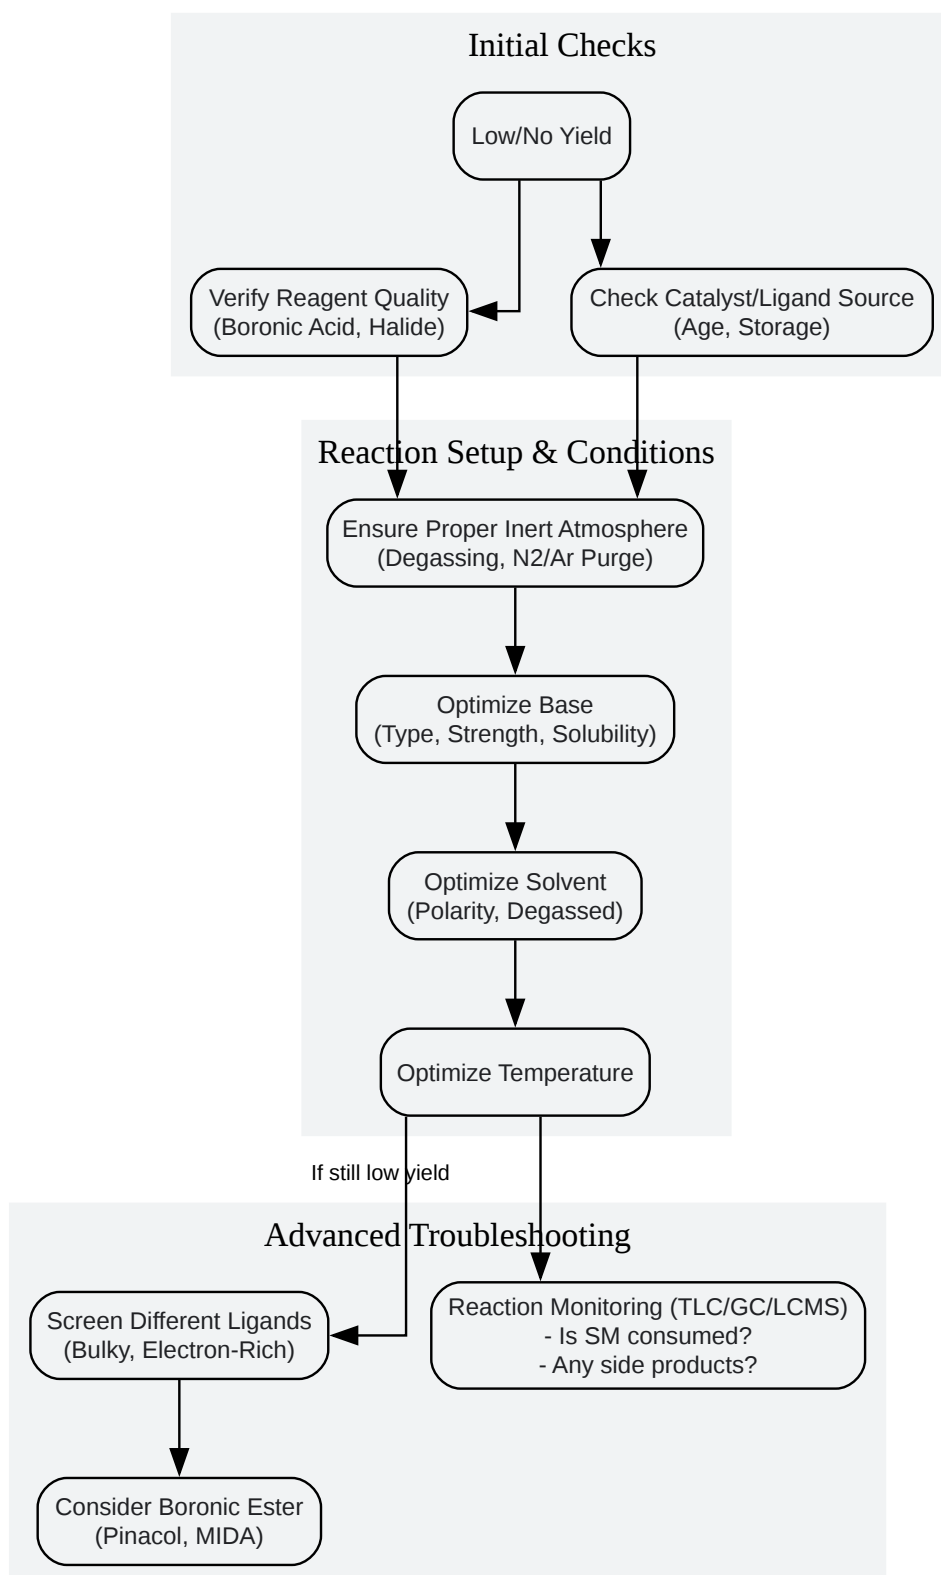 Initial Checks
Low/No Yield
Verify Reagent Quality
(Boronic Acid, Halide)
Check Catalyst/Ligand Source
(Age, Storage)
Reaction Setup & Conditions
Ensure Proper Inert Atmosphere
(Degassing, N2/Ar Purge)
Optimize Base
(Type, Strength, Solubility)
Optimize Solvent
(Polarity, Degassed)
Optimize Temperature
If still low yield
Advanced Troubleshooting
Screen Different Ligands
(Bulky, Electron-Rich)
Reaction Monitoring (TLC/GC/LCMS)
- Is SM consumed?
- Any side products?
Consider Boronic Ester
(Pinacol, MIDA)